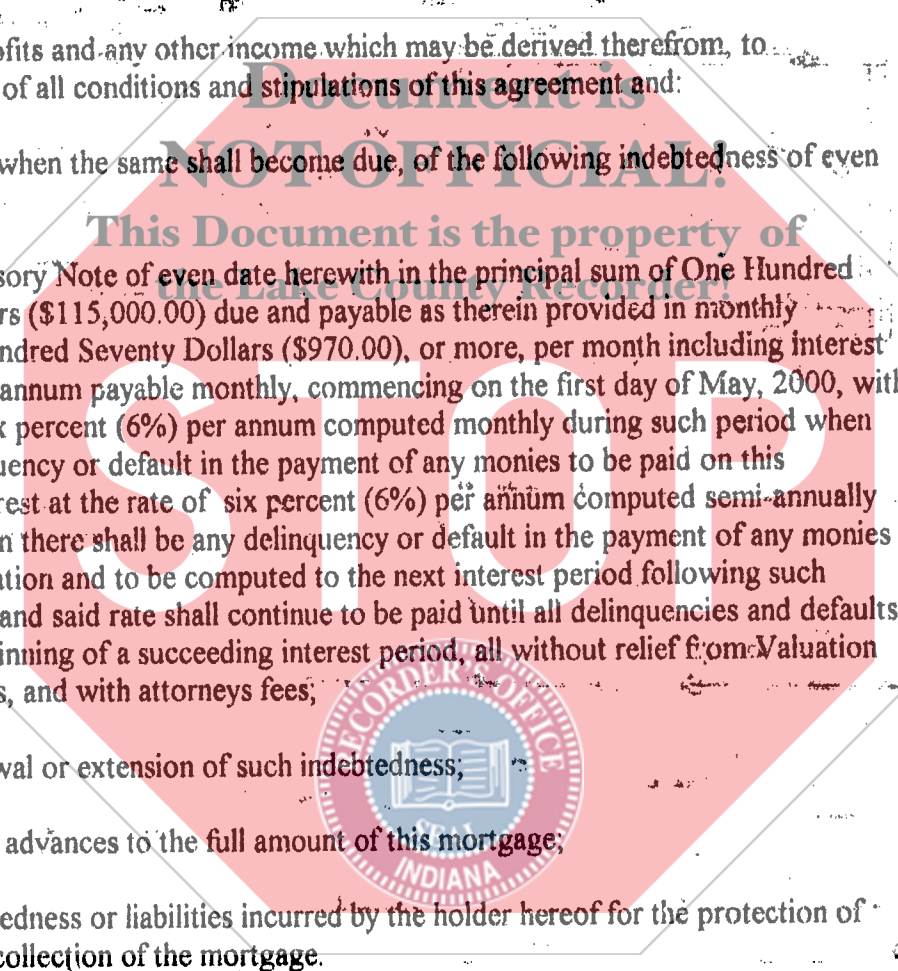 ofits and any other income which may be derived therefrom, to
of all conditions and stipulations of this agreement and:
Document is
when the same shall become due, of the following indebtedness of even
NOT OFFICIAL!
This Document is the property of
sory Note of even date herewith in the principal sum of One Hundred
the Lake County Recorder!
rs ($115,000.00) due and payable as therein provided in monthly
ndred Seventy Dollars ($970.00), or more, per month including interest
annum payable monthly, commencing on the first day of May, 2000, with
x percent (6%) per annum computed monthly during such period when
uency or default in the payment of any monies to be paid on this
rest at the rate of six percent (6%) per annum computed semi-annually
n there shall be any delinquency or default in the payment of any monies
ation and to be computed to the next interest period following such
and said rate shall continue to be paid until all delinquencies and defaults
inning of a succeeding interest period, all without relief from Valuation
s, and with attorneys fees;
STOP
wal or extension of such indebtedness;
advances to the full amount of this mortgage;
edness or liabilities incurred by the holder hereof for the protection of
collection of the mortgage.
RECORDER'S OFFICE
SEAL
INDIANA